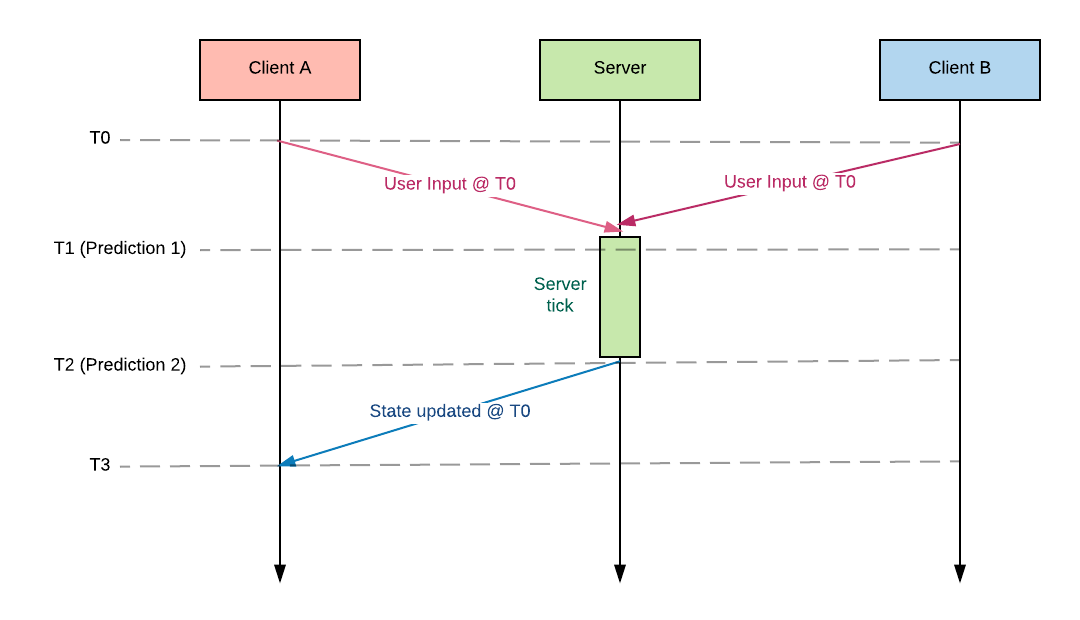 Client A
Server
Client B
T0
User Input @ T0
User Input @ T0
T1 (Prediction 1)
Server
tick
T2 (Prediction 2)
State updated @ T0
T3